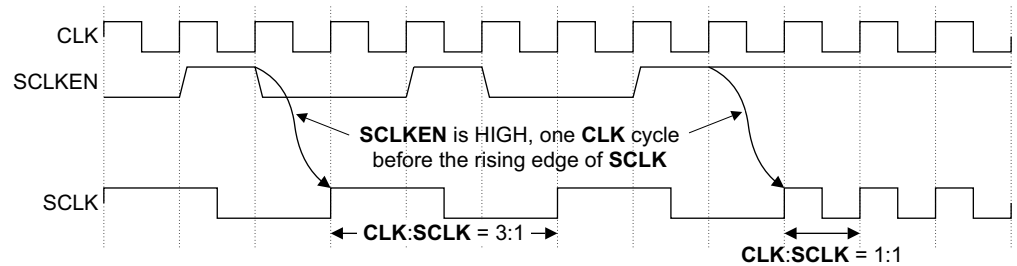 CLK
SCLKEN
SCLKEN is HIGH, one CLK cycle
before the rising edge of SCLK
SCLK
CLK:SCLK = 3:1
CLK:SCLK = 1:1